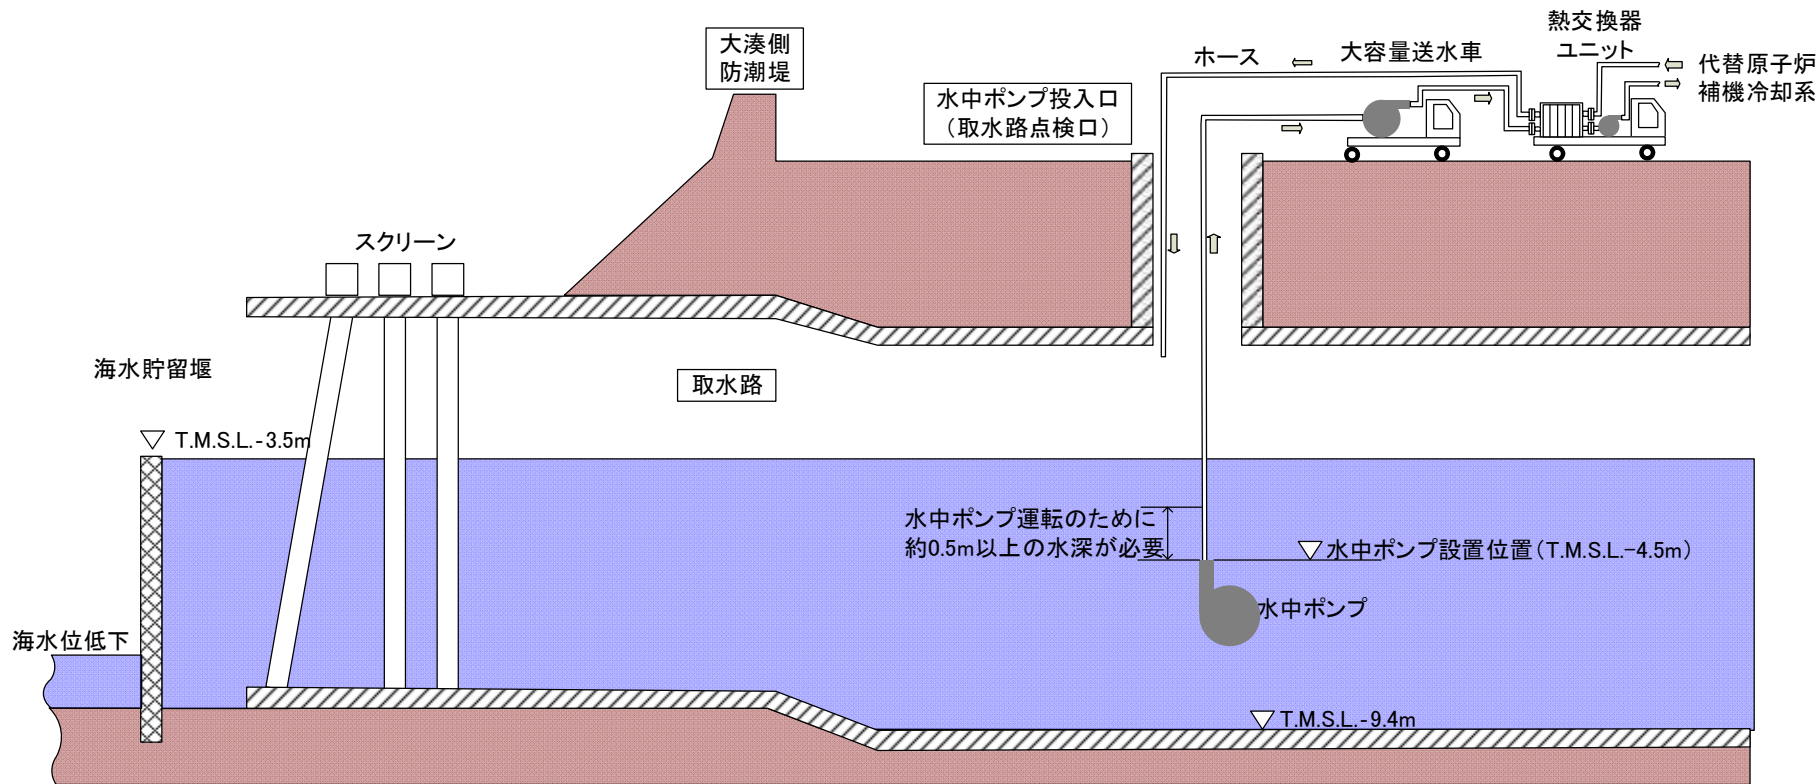 大湊側
防潮堤
水中ポンプ投入口
（取水路点検口）
ホース
大容量送水車
熱交換器
ユニット
代替原子炉
補機冷却系
スクリーン
海水貯留堰
取水路
T.M.S.L.-3.5m
水中ポンプ運転のために
約0.5m以上の水深が必要
水中ポンプ設置位置（T.M.S.L.-4.5m）
水中ポンプ
海水位低下
T.M.S.L.-9.4m